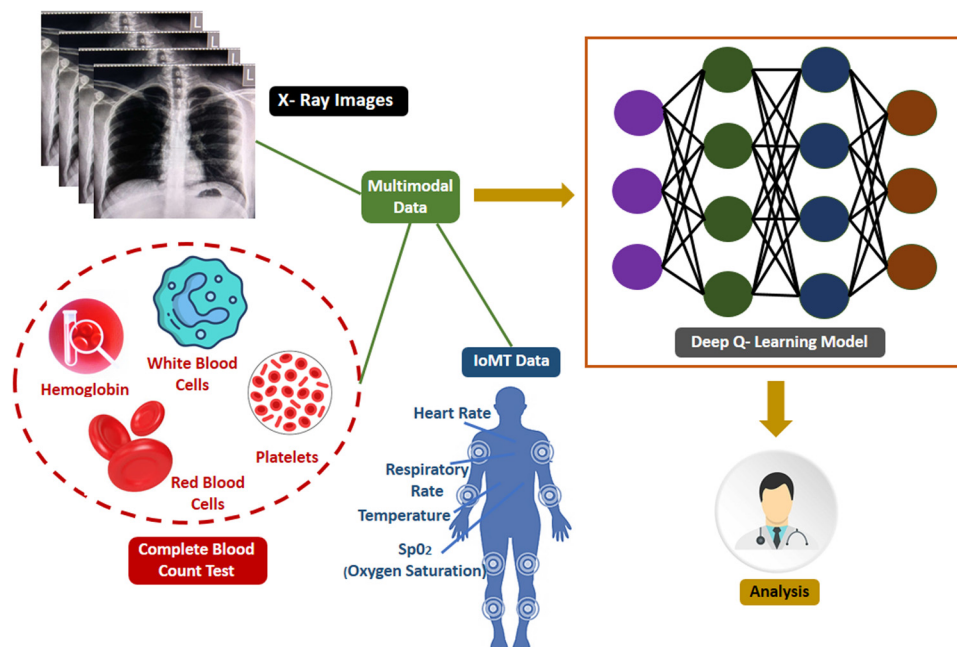 L
L
L
L
X- Ray Images
Multimodal
Data
Deep Q- Learning Model
White Blood
Cells
Hemoglobin
Platelets
Red Blood
Cells
Complete Blood
Count Test
IoMT Data
Heart Rate
Respiratory
Rate
Temperature
Sp02
(Oxygen Saturation)
Analysis